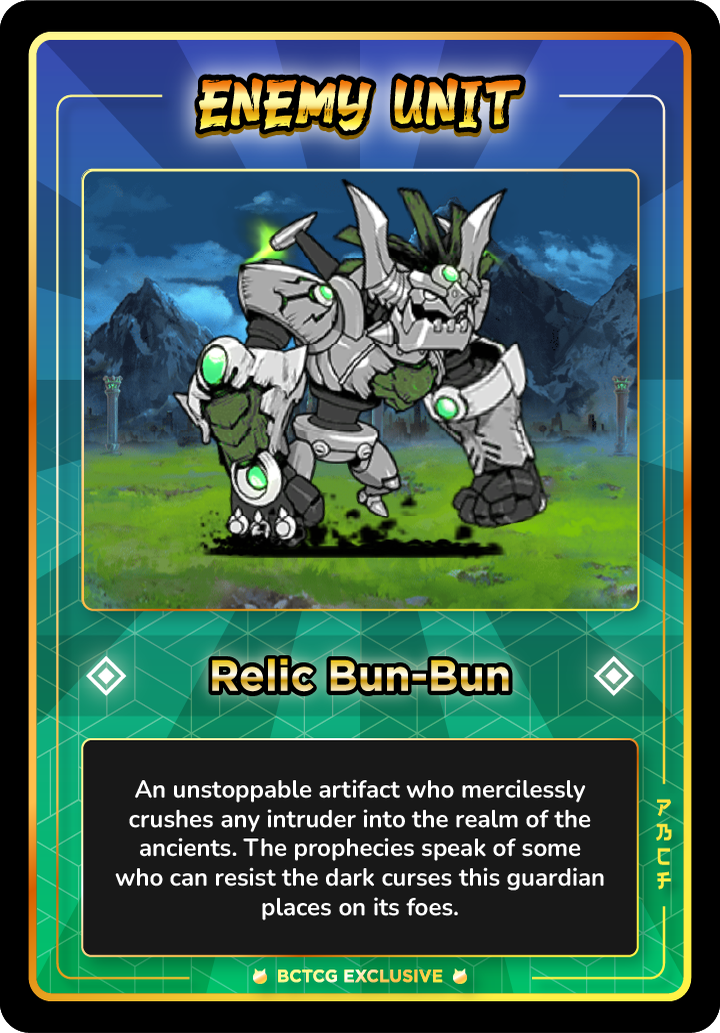 ENEMY UNIT
Relic Bun-Bun
An unstoppable artifact who mercilessly
crushes any intruder into the realm of the
ancients. The prophecies speak of some
who can resist the dark curses this guardian
places on its foes.
BCTCG EXCLUSIVE